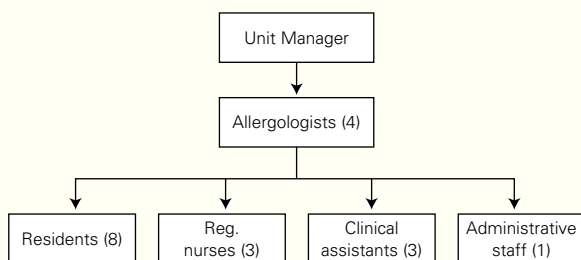 Unit Manager
Allergologists (4)
Residents (8)
Reg.
nurses (3)
Clinical
assistants (3)
Administrative
staff (1)